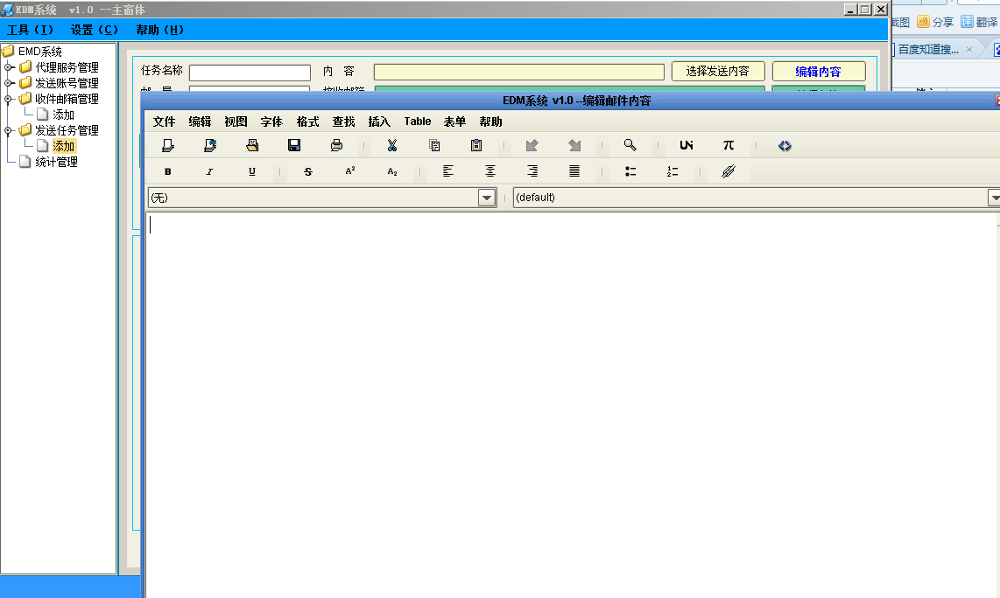 EDM系统 v1.0 --主窗体
工具(I) 设置(C) 帮助(H)
截图 分享 翻译
百度知道搜...
EMD系统
代理服务管理
发送账号管理
收件邮箱管理
添加
发送任务管理
添加
统计管理
任务名称 内 容 选择发送内容 编辑内容
EDM系统 v1.0 --编辑邮件内容
文件 编辑 视图 字体 格式 查找 插入 Table 表单 帮助
B I U S A² A₂
(无) (default)